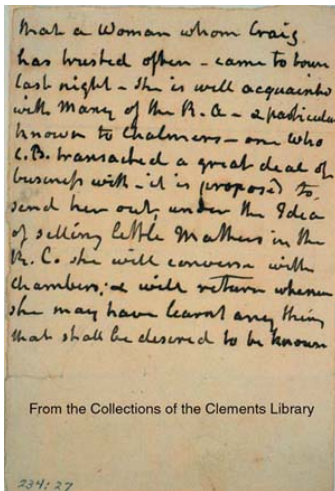 that a Woman whom Craig
has trusted often - came to town
last night - she is well acquainted
with many of the R. A - & particular
known to Chalmers - one who
C.B. transacted a great deal of
business with - it is proposed to
send her out, under the Idea
of selling little Matters in the
R. C. she will converse with
Chambers, & will return whenever
she may have learnt any thing
that shall be desired to be known
From the Collections of the Clements Library
234:27